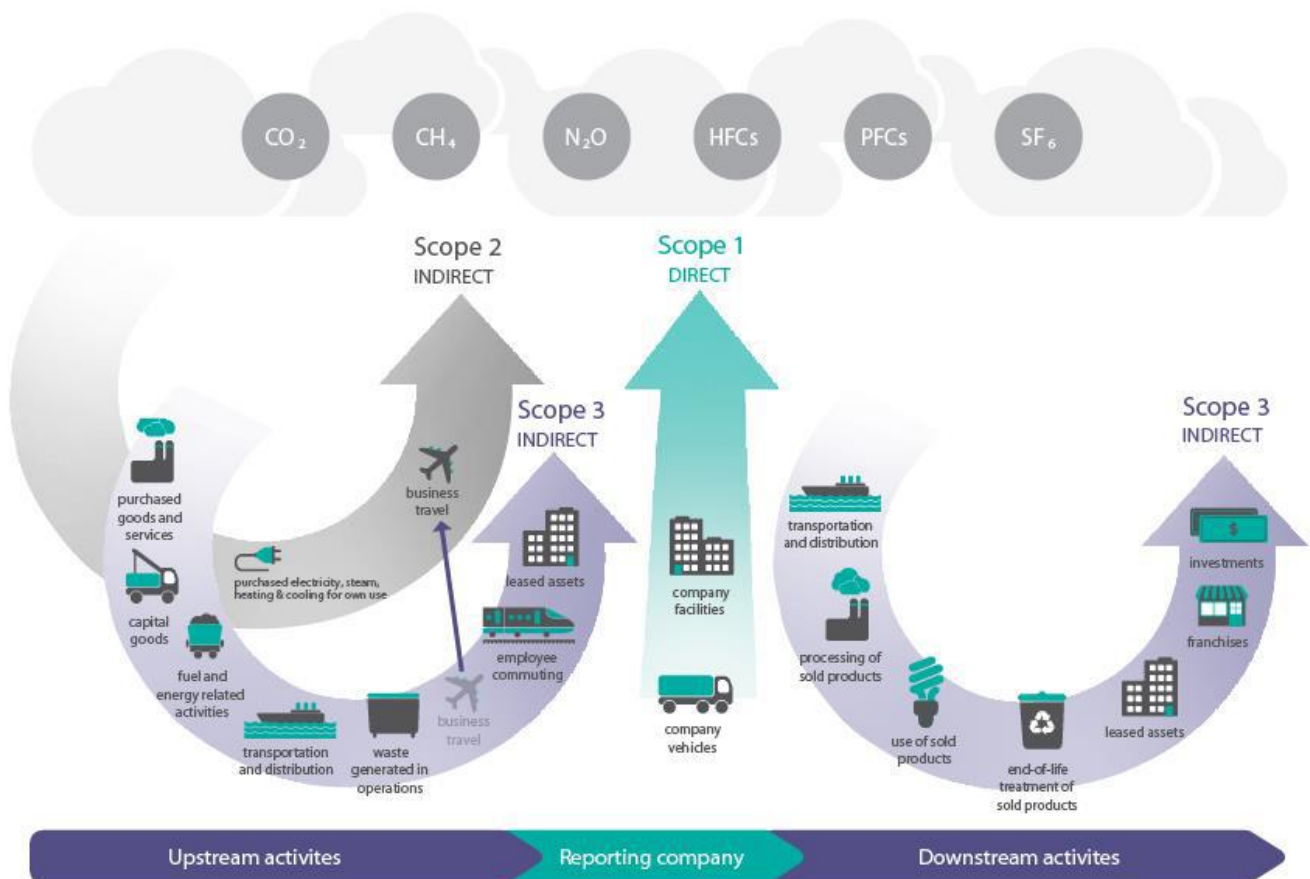 CO₂
CH₄
N₂O
HFCs
PFCs
SF₆
Scope 2
INDIRECT
Scope 1
DIRECT
Scope 3
INDIRECT
Scope 3
INDIRECT
business
travel
purchased
goods and
services
purchased electricity, steam,
heating & cooling for own use
capital
goods
fuel and
energy related
activities
transportation
and distribution
waste
generated in
operations
business
travel
employee
commuting
leased assets
company
facilities
company
vehicles
transportation
and distribution
processing of
sold products
use of sold
products
end-of-life
treatment of
sold products
leased assets
franchises
investments
$
Upstream activites
Reporting company
Downstream activites